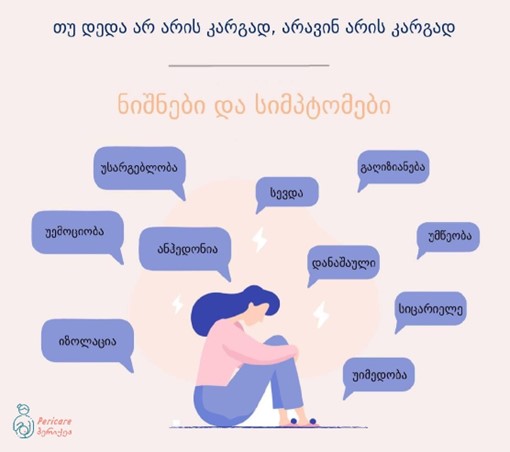 თუ დედა არ არის კარგად, არავინ არის კარგად
ნიშნები და სიმპტომები
უსარგებლობა
სევდა
გაღიზიანება
უემოციობა
ანჰედონია
უმწეობა
დანაშაული
სიცარიელე
იზოლაცია
უიმედობა
Pericare
პერიქეა